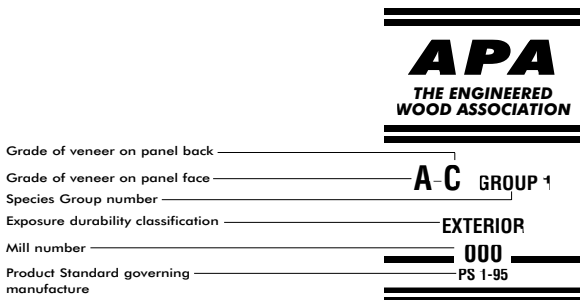 APA
THE ENGINEERED
WOOD ASSOCIATION
Grade of veneer on panel back
Grade of veneer on panel face
A-C GROUP 1
Species Group number
Exposure durability classification
EXTERIOR
Mill number
000
Product Standard governing
manufacture
PS 1-95